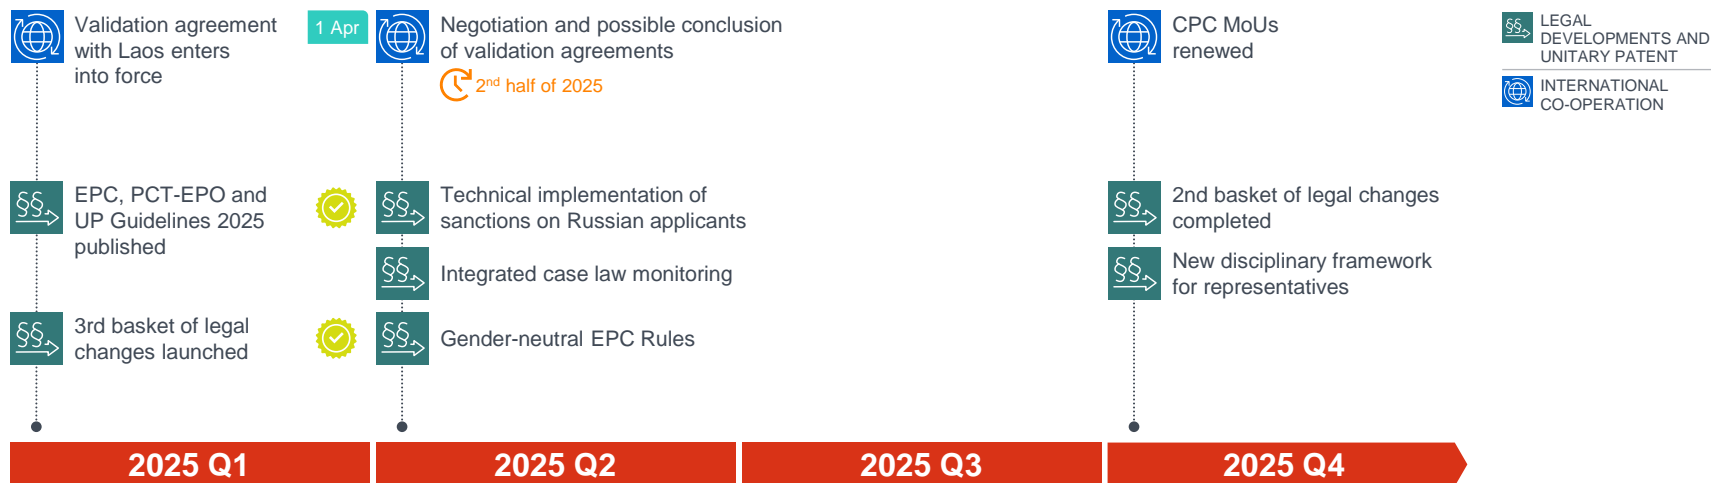 Validation agreement
with Laos enters
into force
1 Apr
Negotiation and possible conclusion
of validation agreements
2nd half of 2025
CPC MoUs
renewed
LEGAL
DEVELOPMENTS AND
UNITARY PATENT
INTERNATIONAL
CO-OPERATION
§§
EPC, PCT-EPO and
UP Guidelines 2025
published
§§
Technical implementation of
sanctions on Russian applicants
§§
Integrated case law monitoring
§§
2nd basket of legal changes
completed
§§
New disciplinary framework
for representatives
§§
3rd basket of legal
changes launched
§§
Gender-neutral EPC Rules
2025 Q1
2025 Q2
2025 Q3
2025 Q4